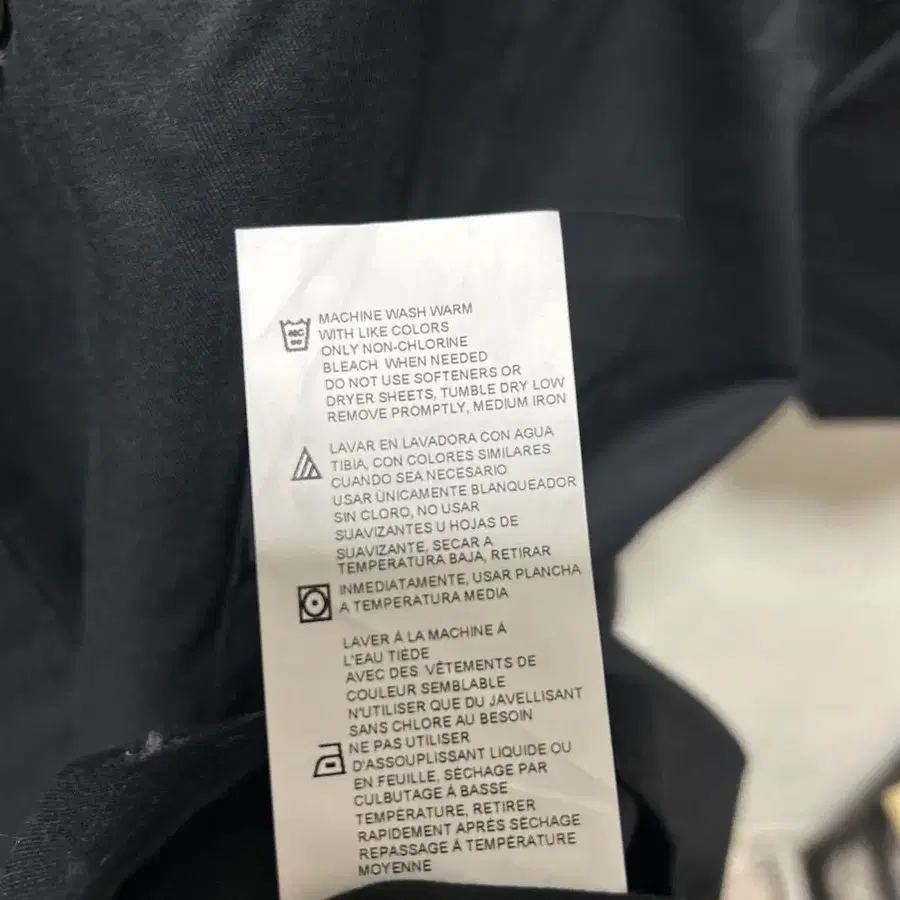 MACHINE WASH WARM
WITH LIKE COLORS
ONLY NON-CHLORINE
BLEACH WHEN NEEDED
DO NOT USE SOFTENERS OR
DRYER SHEETS, TUMBLE DRY LOW
REMOVE PROMPTLY, MEDIUM IRON
LAVAR EN LAVADORA CON AGUA
TIBIA, CON COLORES SIMILARES
CUANDO SEA NECESARIO
USAR ÚNICAMENTE BLANQUEADOR
SIN CLORO, NO USAR
SUAVIZANTES U HOJAS DE
SUAVIZANTE, SECAR A
TEMPERATURA BAJA, RETIRAR
INMEDIATAMENTE, USAR PLANCHA
A TEMPERATURA MEDIA
LAVER À LA MACHINE À
L'EAU TIÈDE
AVEC DES VÊTEMENTS DE
COULEUR SEMBLABLE
N'UTILISER QUE DU JAVELLISANT
SANS CHLORE AU BESOIN
NE PAS UTILISER
D'ASSOUPLISSANT LIQUIDE OU
EN FEUILLE, SÉCHAGE PAR
CULBUTAGE À BASSE
TEMPÉRATURE, RETIRER
RAPIDEMENT APRÈS SÉCHAGE
REPASSAGE À TEMPÉRATURE
MOYENNE